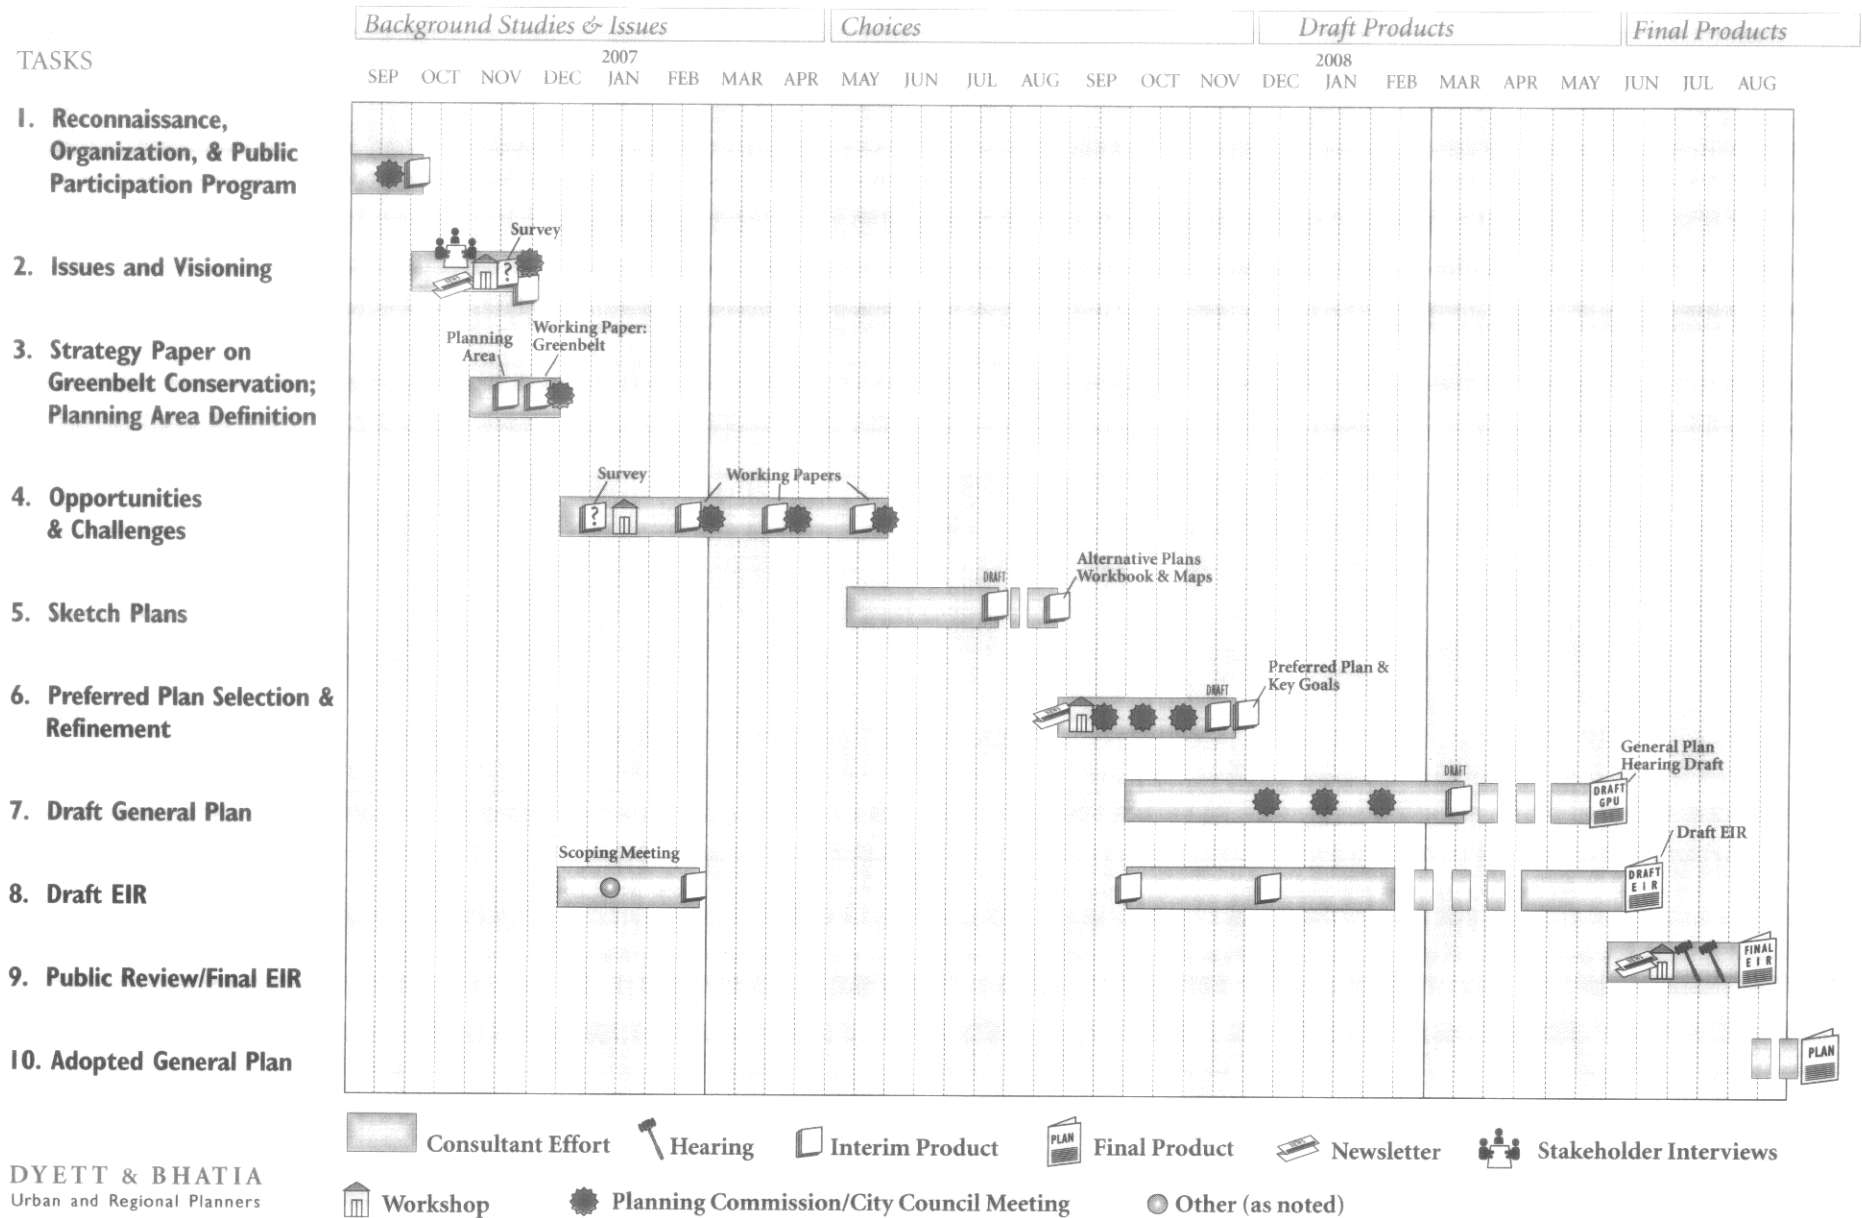 Background Studies & Issues
Choices
Draft Products
Final Products
TASKS
2007
2008
SEP OCT NOV DEC JAN FEB MAR APR MAY JUN JUL AUG SEP OCT NOV DEC JAN FEB MAR APR MAY JUN JUL AUG
1. Reconnaissance,
Organization, & Public
Participation Program
Survey
2. Issues and Visioning
NEWS
?
Planning
Area
Working Paper:
Greenbelt
3. Strategy Paper on
Greenbelt Conservation;
Planning Area Definition
Survey
Working Papers
?
4. Opportunities
& Challenges
DRAFT
Alternative Plans
Workbook & Maps
5. Sketch Plans
DRAFT
Preferred Plan &
Key Goals
NEWS
6. Preferred Plan Selection &
Refinement
DRAFT
General Plan
Hearing Draft
DRAFT
GPU
7. Draft General Plan
Scoping Meeting
Draft EIR
DRAFT
EIR
8. Draft EIR
NEWS
FINAL
EIR
9. Public Review/Final EIR
PLAN
10. Adopted General Plan
Consultant Effort
Hearing
Interim Product
PLAN
Final Product
NEWS
Newsletter
Stakeholder Interviews
DYETT & BHATIA
Urban and Regional Planners
Workshop
Planning Commission/City Council Meeting
Other (as noted)